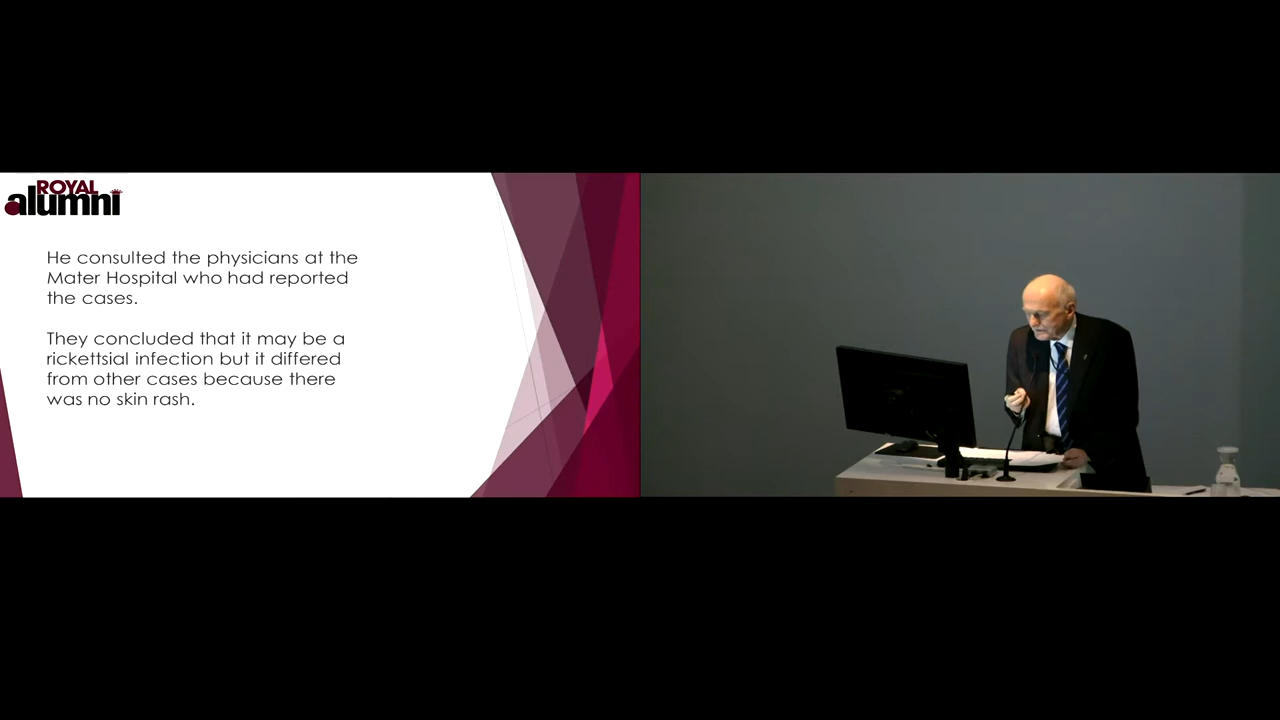 ROYAL
alumni
He consulted the physicians at the
Mater Hospital who had reported
the cases.
They concluded that it may be a
rickettsial infection but it differed
from other cases because there
was no skin rash.